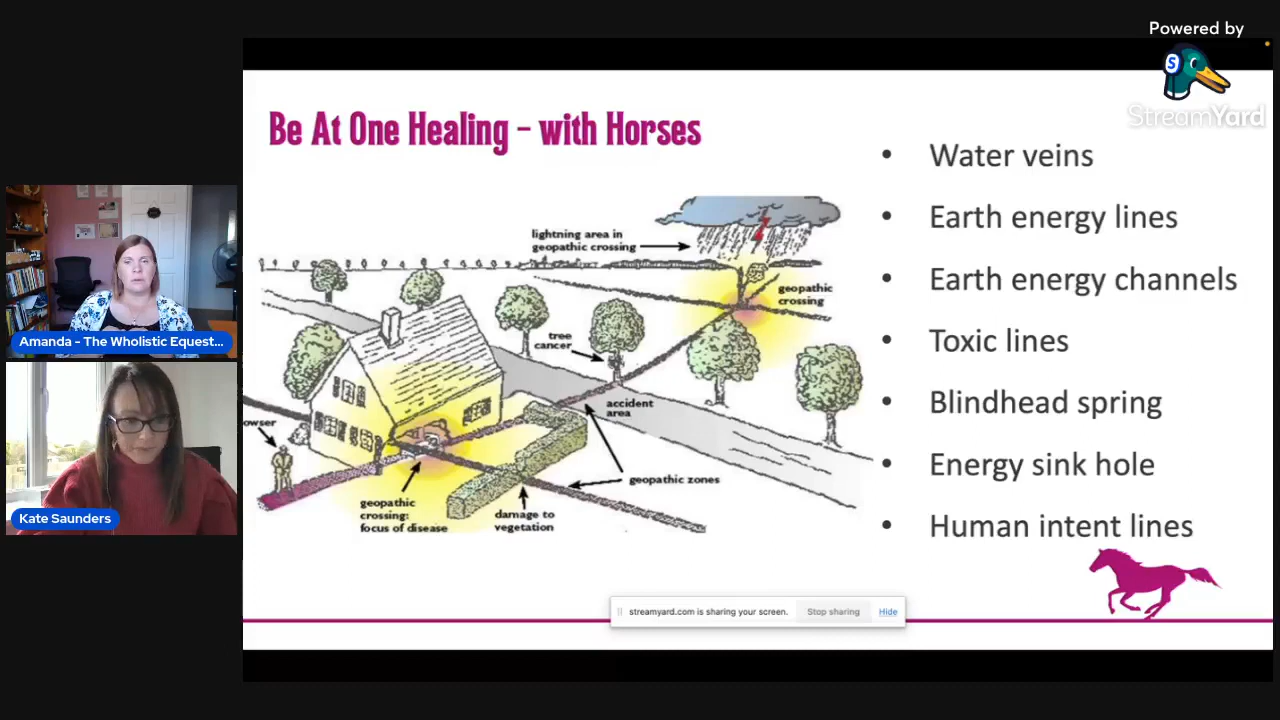 Powered by
StreamYard
Be At One Healing - with Horses
• Water veins
• Earth energy lines
• Earth energy channels
• Toxic lines
• Blindhead spring
• Energy sink hole
• Human intent lines
lightning area in
geopathic crossing
geopathic
crossing
tree
cancer
accident
area
owser
geopathic zones
geopathic
crossing:
focus of disease
damage to
vegetation
Amanda - The Wholistic Equest...
Kate Saunders
streamyard.com is sharing your screen.
Stop sharing
Hide